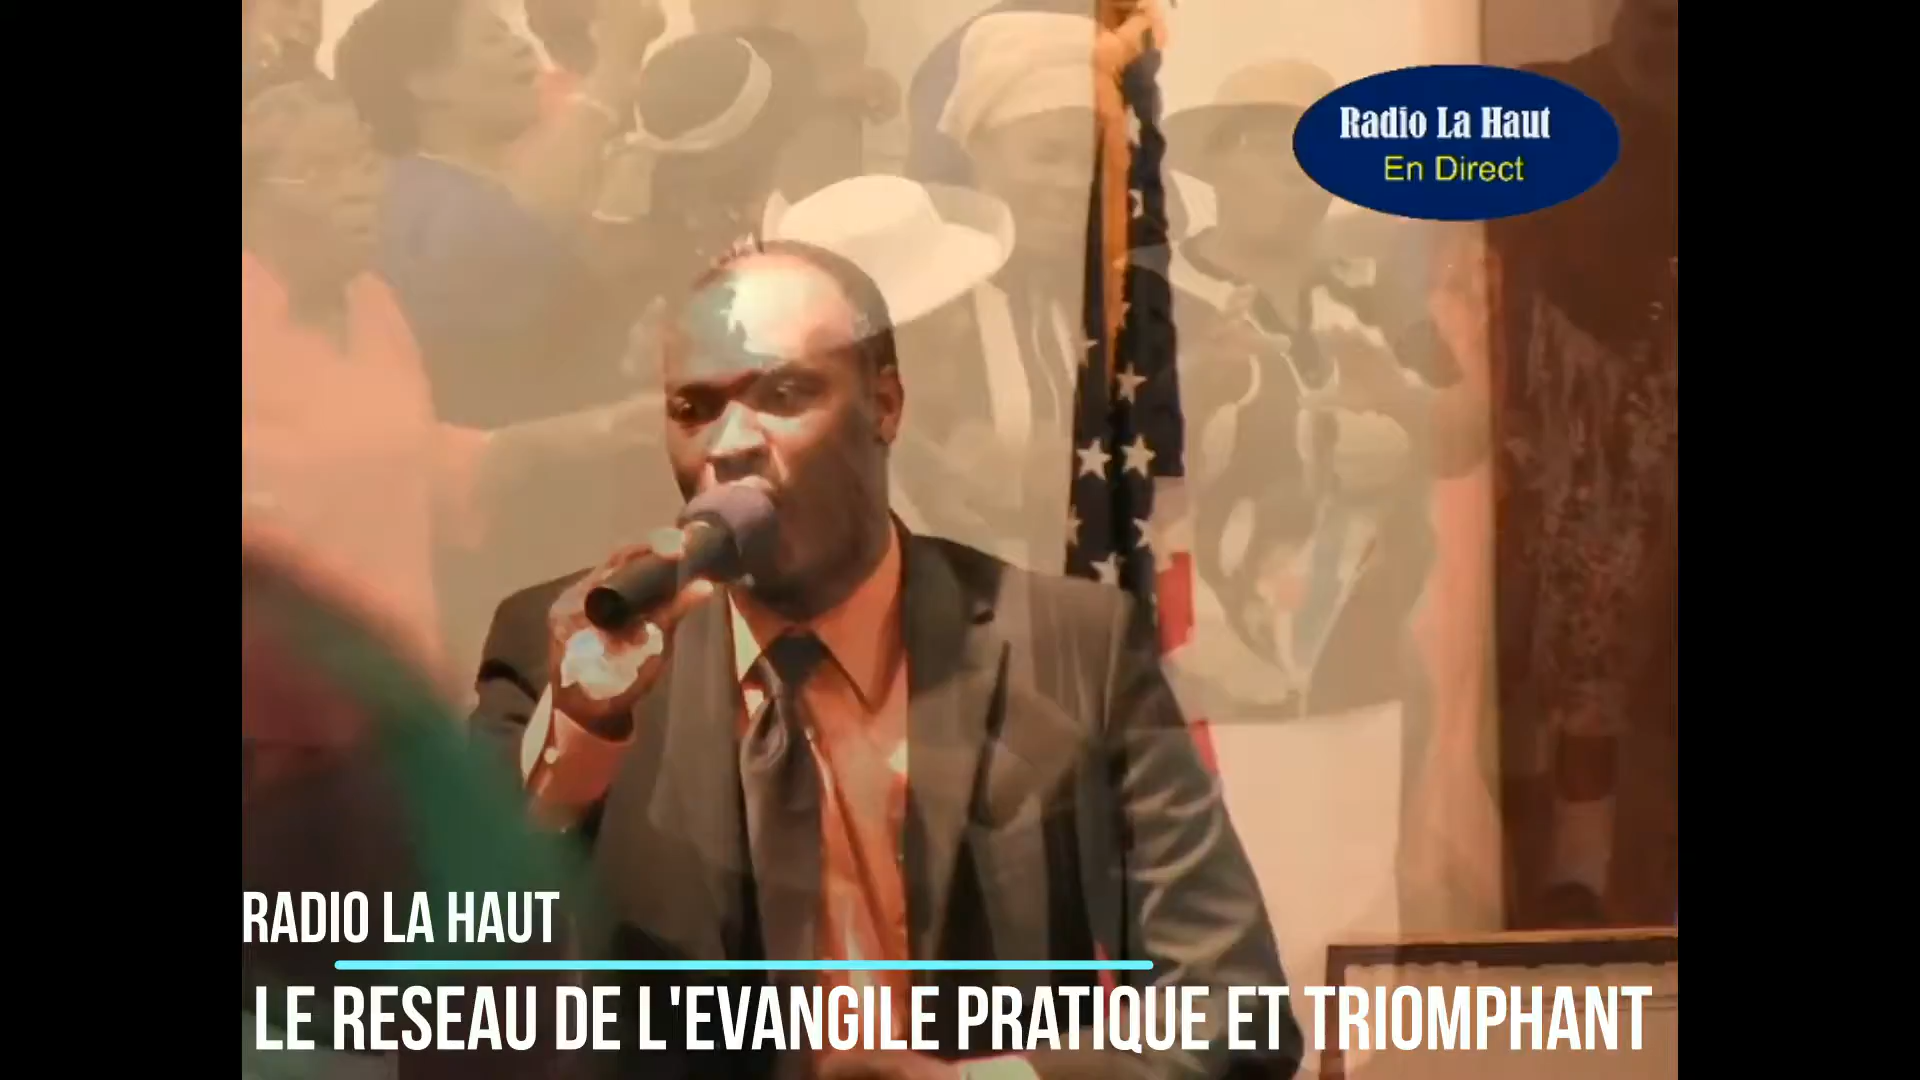 Radio La Haut
En Direct
RADIO LA HAUT
LE RESEAU DE L'EVANGILE PRATIQUE ET TRIOMPHANT